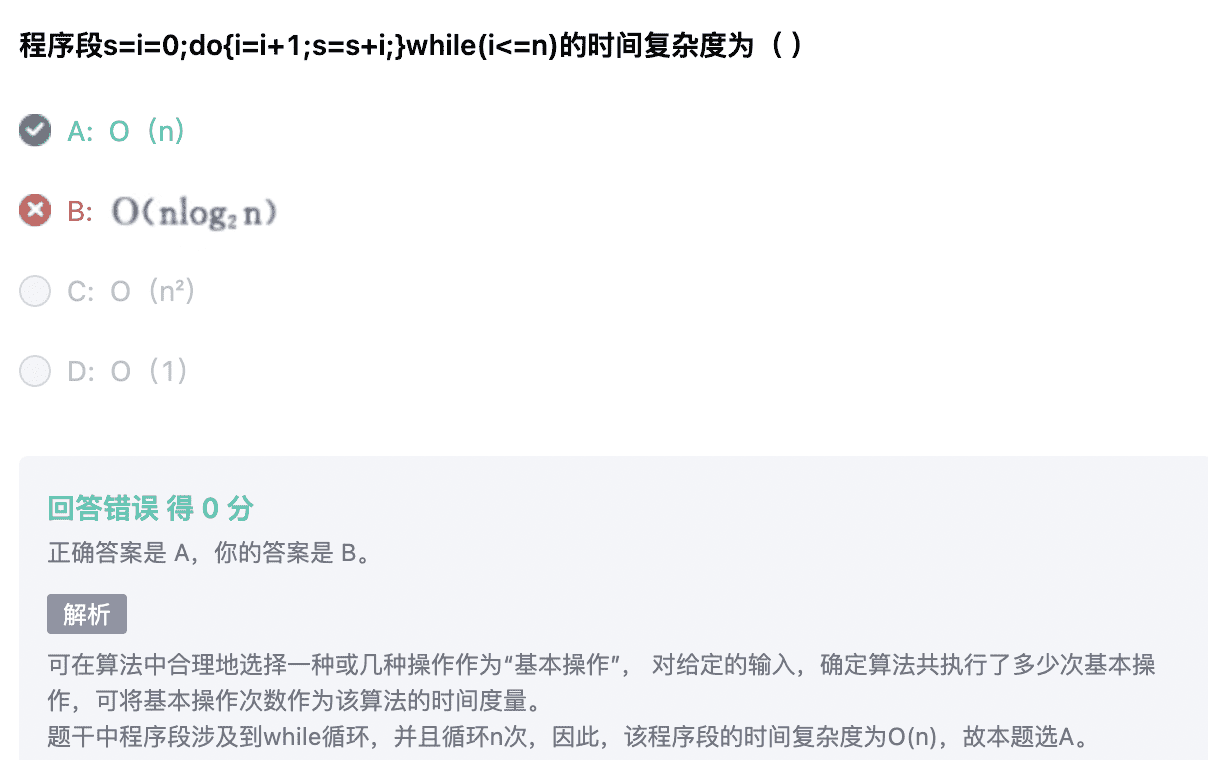 程序段s=i=0;do{i=i+1;s=s+i;}while(i<=n)的时间复杂度为（ ）
A: O（n）
B: O(nlog₂n)
C: O（n²）
D: O（1）
回答错误 得 0 分
正确答案是 A，你的答案是 B。
解析
可在算法中合理地选择一种或几种操作作为“基本操作”， 对给定的输入，确定算法共执行了多少次基本操
作，可将基本操作次数作为该算法的时间度量。
题干中程序段涉及到while循环，并且循环n次，因此，该程序段的时间复杂度为O(n)，故本题选A。